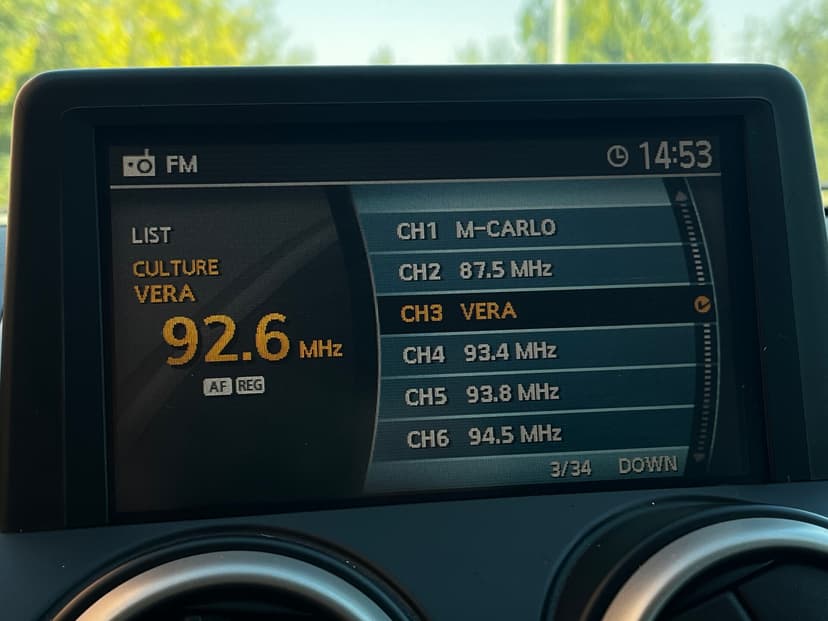 FM
14:53
LIST
CULTURE
VERA
92.6 MHz
AF REG
CH1 M-CARLO
CH2 87.5 MHz
CH3 VERA
CH4 93.4 MHz
CH5 93.8 MHz
CH6 94.5 MHz
3/34 DOWN